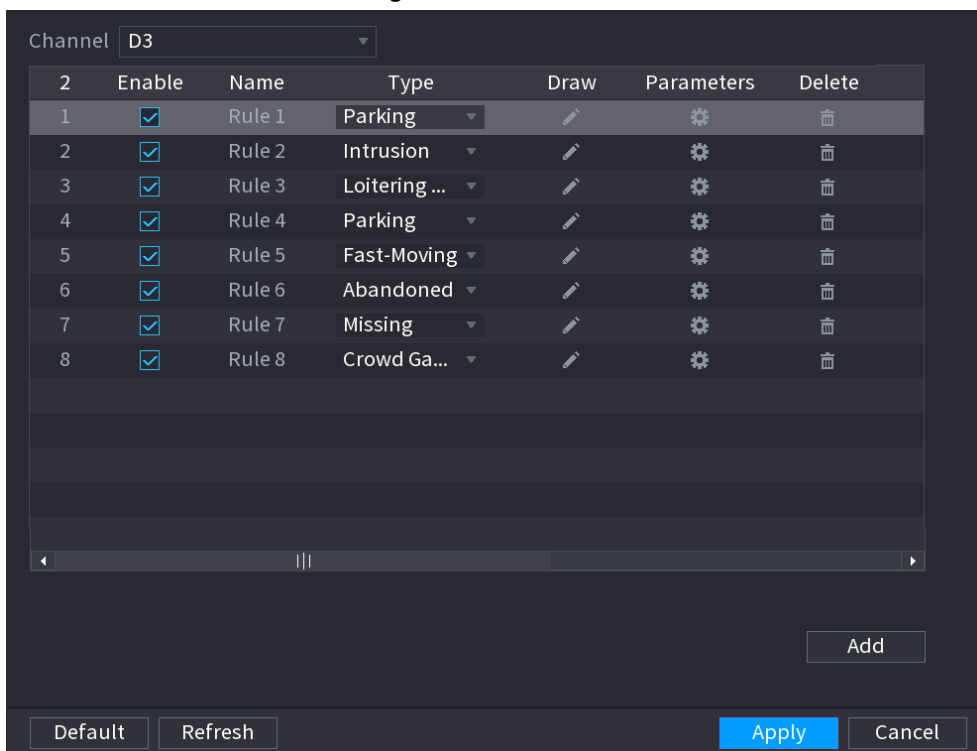 Channel D3
2 Enable Name Type Draw Parameters Delete
1 Rule 1 Parking
2 Rule 2 Intrusion
3 Rule 3 Loitering ...
4 Rule 4 Parking
5 Rule 5 Fast-Moving
6 Rule 6 Abandoned
7 Rule 7 Missing
8 Rule 8 Crowd Ga...
Add
Default Refresh Apply Cancel